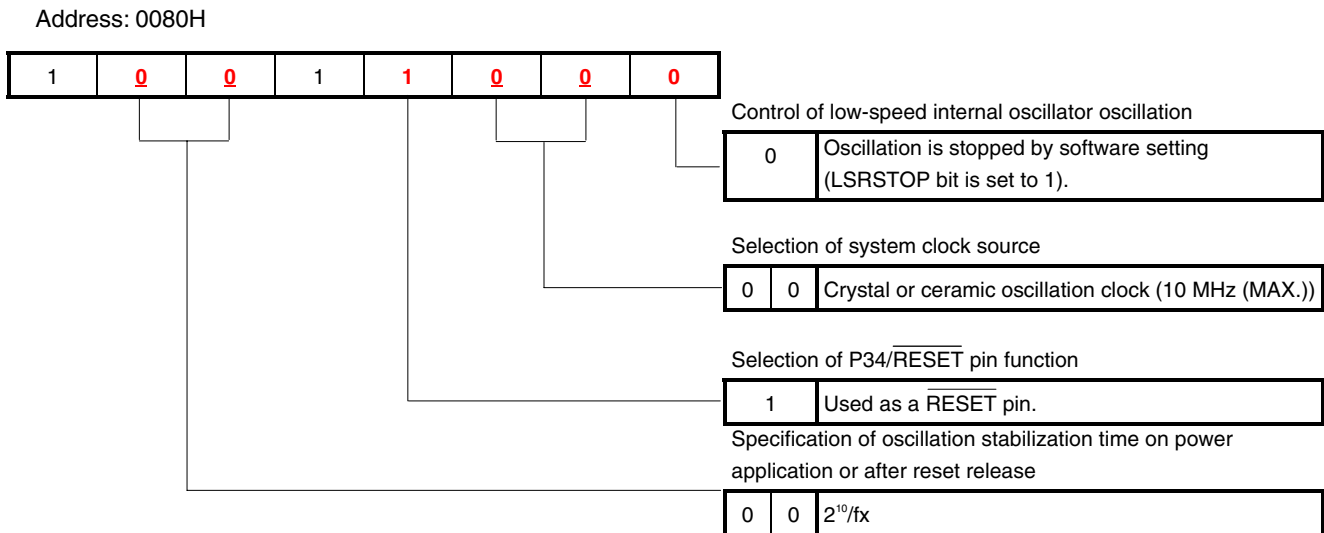 Address: 0080H
1 0 0 1 1 0 0 0
Control of low-speed internal oscillator oscillation
0 Oscillation is stopped by software setting
(LSRSTOP bit is set to 1).
Selection of system clock source
0 0 Crystal or ceramic oscillation clock (10 MHz (MAX.))
Selection of P34/R̅E̅S̅E̅T̅ pin function
1 Used as a R̅E̅S̅E̅T̅ pin.
Specification of oscillation stabilization time on power
application or after reset release
0 0 2¹⁰/fx